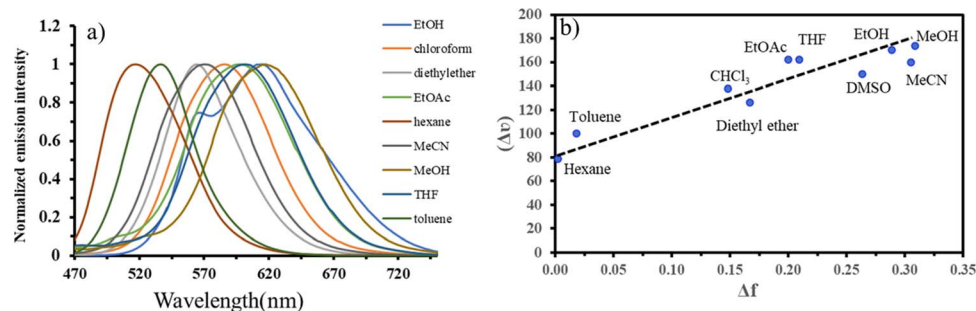 a)
Normalized emission intensity
1.2
1
0.8
0.6
0.4
0.2
0
470
520
570
620
670
720
Wavelength(nm)
EtOH
chloroform
diethylether
EtOAc
hexane
MeCN
MeOH
THF
toluene
b)
(Δυ)
200
180
160
140
120
100
80
60
40
20
0
0.00
0.05
0.10
0.15
0.20
0.25
0.30
0.35
Δf
Hexane
Toluene
CHCl3
Diethyl ether
EtOAc
THF
DMSO
EtOH
MeOH
MeCN